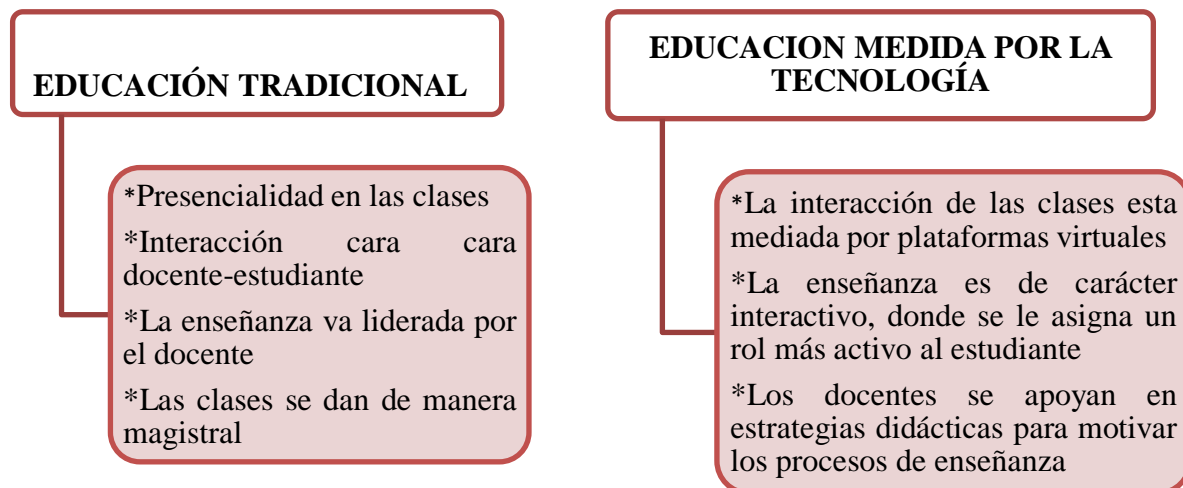 EDUCACIÓN TRADICIONAL
*Presencialidad en las clases
*Interacción cara cara
docente-estudiante
*La enseñanza va liderada por
el docente
*Las clases se dan de manera
magistral
EDUCACION MEDIDA POR LA
TECNOLOGÍA
*La interacción de las clases esta
mediada por plataformas virtuales
*La enseñanza es de carácter
interactivo, donde se le asigna un
rol más activo al estudiante
*Los docentes se apoyan en
estrategias didácticas para motivar
los procesos de enseñanza